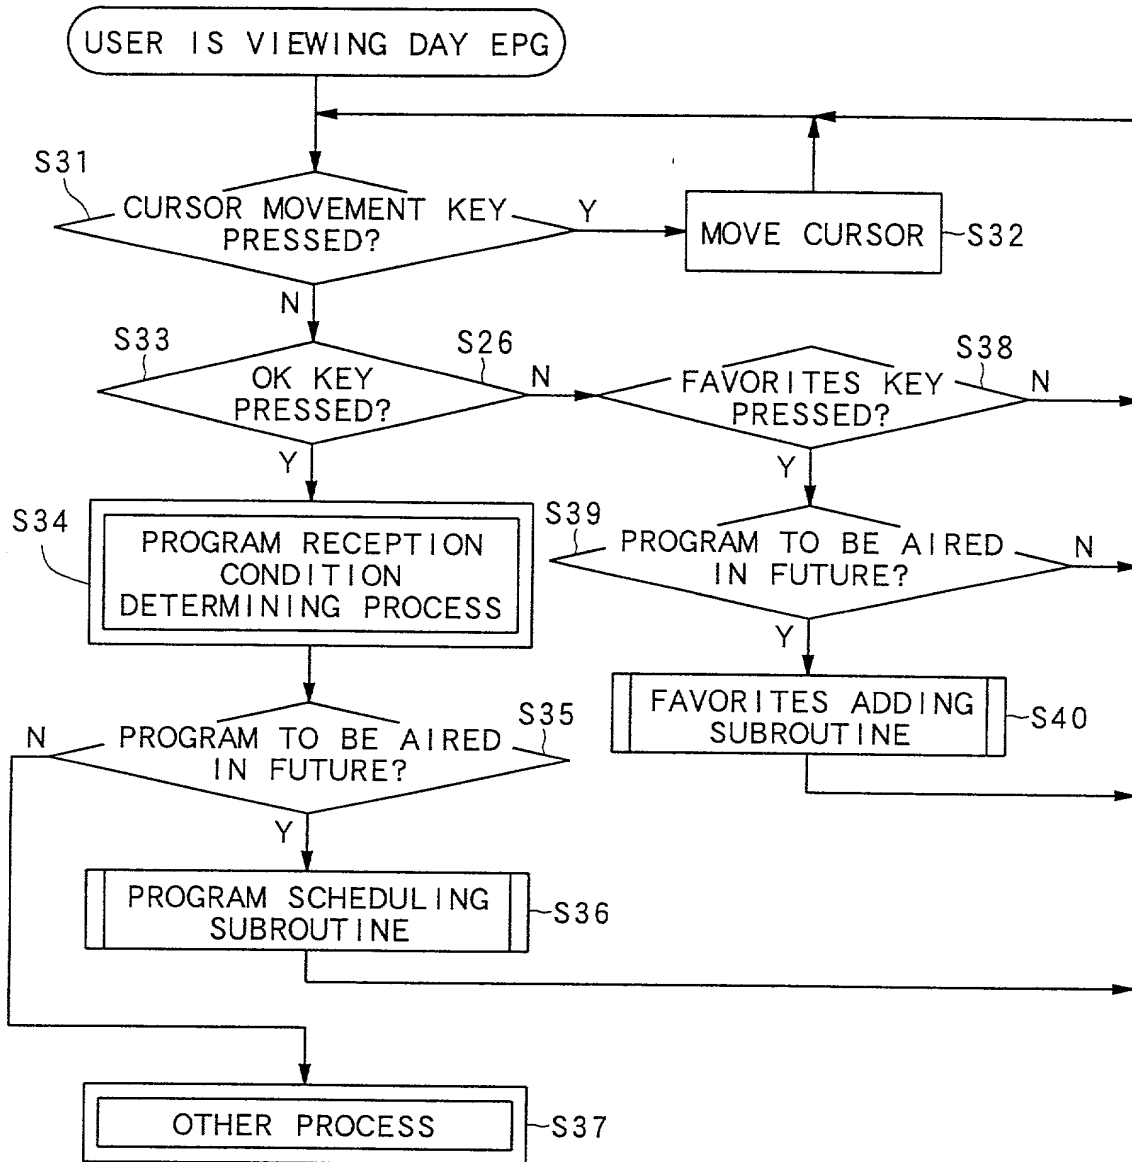 USER IS VIEWING DAY EPG
S31
CURSOR MOVEMENT KEY
PRESSED?
Y
MOVE CURSOR
S32
N
S33
OK KEY
PRESSED?
S26
N
FAVORITES KEY
PRESSED?
S38
N
Y
Y
S34
PROGRAM RECEPTION
CONDITION
DETERMINING PROCESS
S39
PROGRAM TO BE AIRED
IN FUTURE?
N
Y
FAVORITES ADDING
SUBROUTINE
S40
N
PROGRAM TO BE AIRED
IN FUTURE?
S35
Y
PROGRAM SCHEDULING
SUBROUTINE
S36
OTHER PROCESS
S37